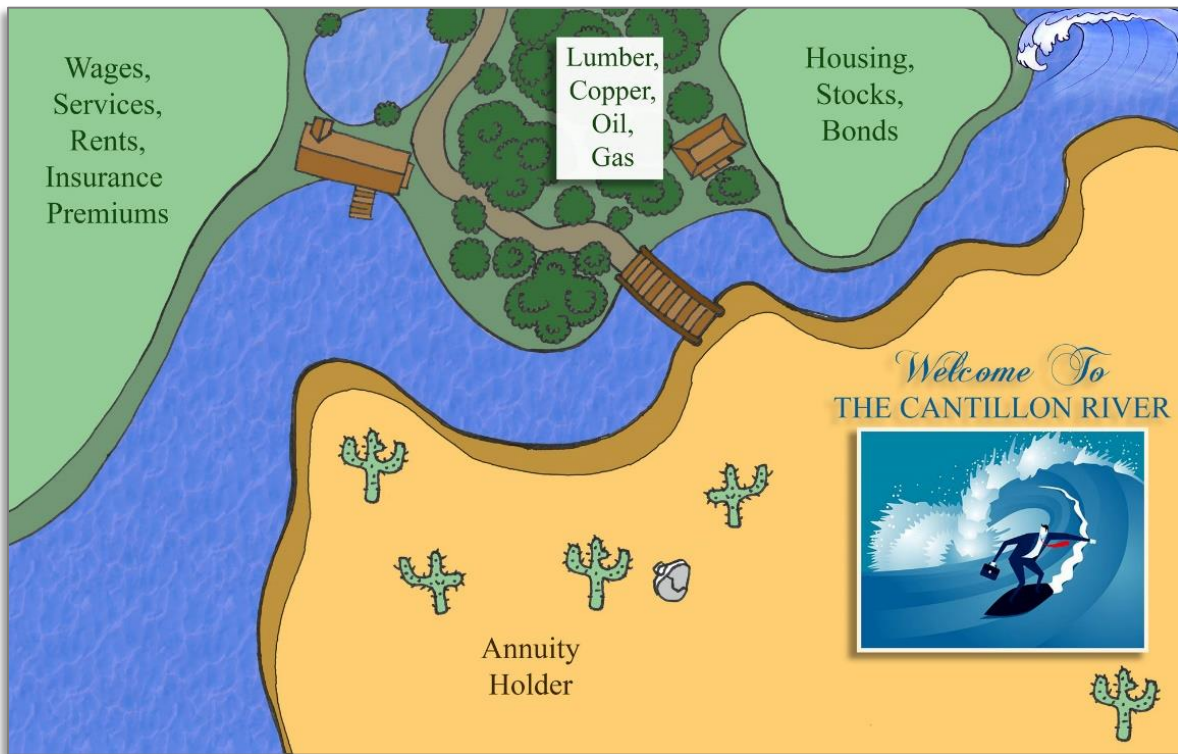 Wages,
Services,
Rents,
Insurance
Premiums
Lumber,
Copper,
Oil,
Gas
Housing,
Stocks,
Bonds
Welcome To
THE CANTILLON RIVER
Annuity
Holder